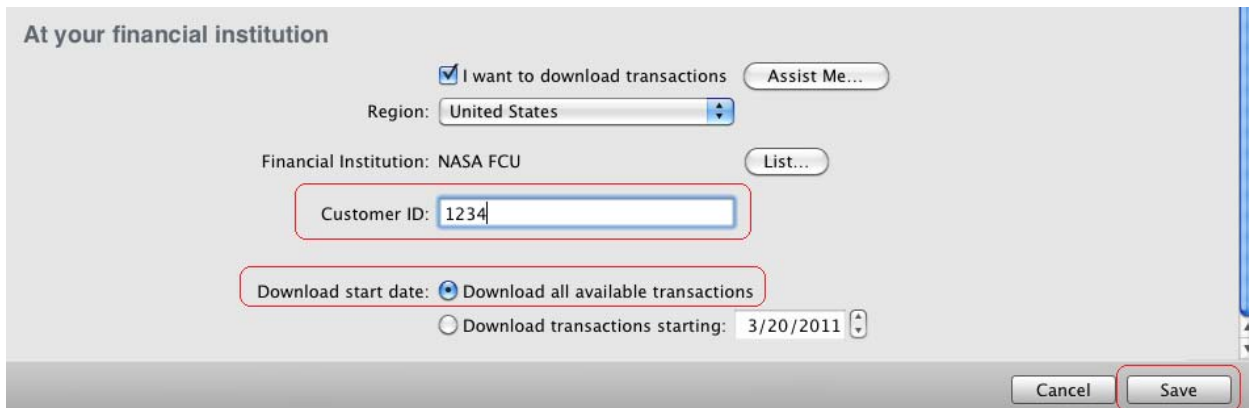 At your financial institution
I want to download transactions Assist Me...
Region: United States
Financial Institution: NASA FCU List...
Customer ID: 1234
Download start date: Download all available transactions
Download transactions starting: 3/20/2011
Cancel Save